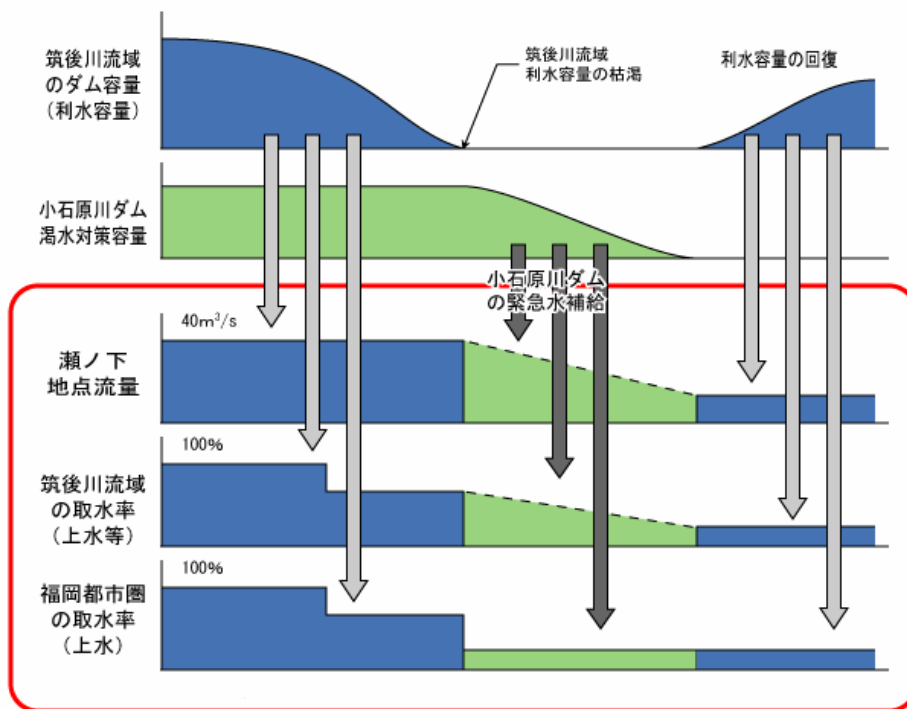 筑後川流域
のダム容量
（利水容量）
筑後川流域
利水容量の枯渇
利水容量の回復
小石原川ダム
渇水対策容量
小石原川ダム
の緊急水補給
40m³/s
瀬ノ下
地点流量
100%
筑後川流域
の取水率
（上水等）
100%
福岡都市圏
の取水率
（上水）